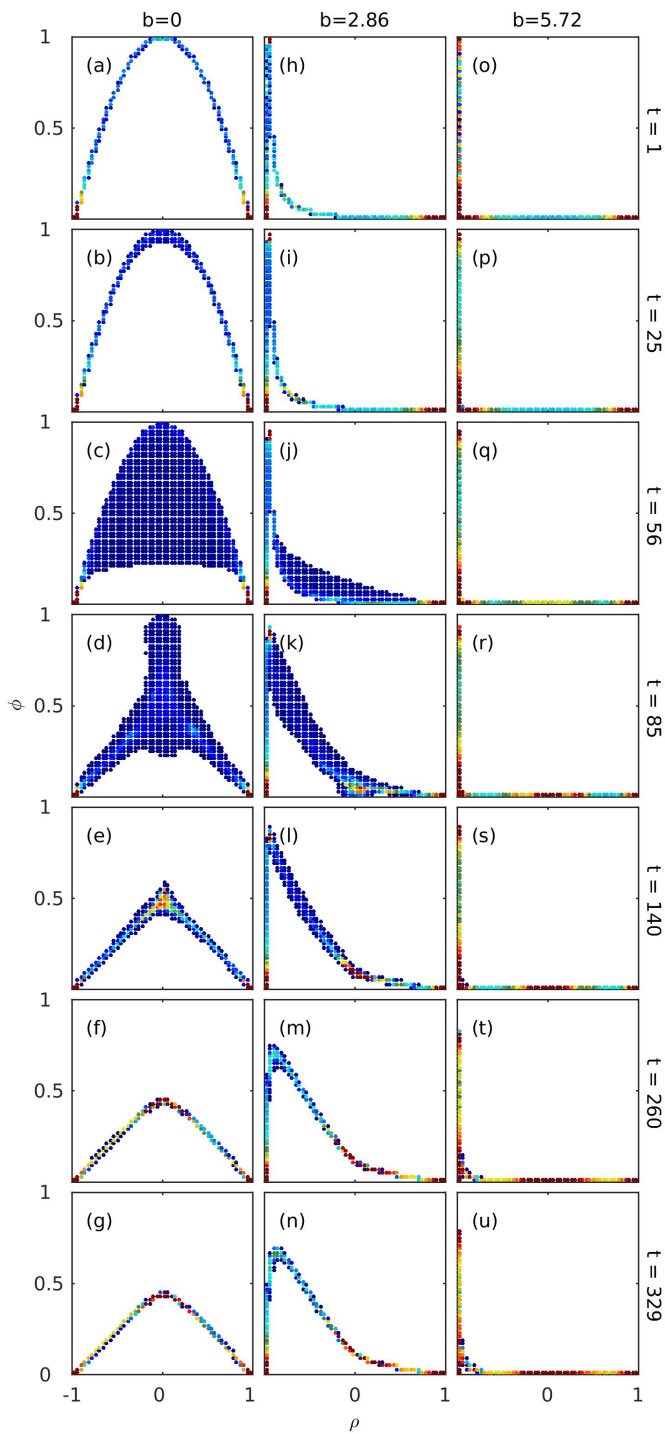 b=0 b=2.86 b=5.72
1 (a) (h) (o) t = 1
0.5
1 (b) (i) (p) t = 25
0.5
1 (c) (j) (q) t = 56
0.5
1 (d) (k) (r) t = 85
0.5
ϕ
1 (e) (l) (s) t = 140
0.5
1 (f) (m) (t) t = 260
0.5
1 (g) (n) (u) t = 329
0.5
0
-1 0 1 0 1 0 1
ρ ρ